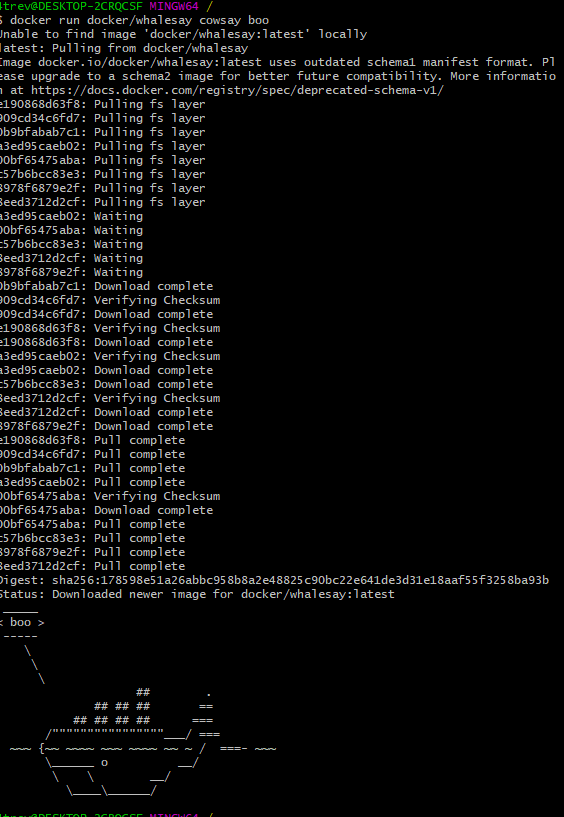 4trev@DESKTOP-2CRQCSF MINGW64 /
$ docker run docker/whalesay cowsay boo
Unable to find image 'docker/whalesay:latest' locally
latest: Pulling from docker/whalesay
Image docker.io/docker/whalesay:latest uses outdated schema1 manifest format. Pl
ease upgrade to a schema2 image for better future compatibility. More informatio
n at https://docs.docker.com/registry/spec/deprecated-schema-v1/
e190868d63f8: Pulling fs layer
909cd34c6fd7: Pulling fs layer
0b9bfabab7c1: Pulling fs layer
a3ed95caeb02: Pulling fs layer
00bf65475aba: Pulling fs layer
c57b6bcc83e3: Pulling fs layer
8978f6879e2f: Pulling fs layer
8eed3712d2cf: Pulling fs layer
a3ed95caeb02: Waiting
00bf65475aba: Waiting
c57b6bcc83e3: Waiting
8eed3712d2cf: Waiting
8978f6879e2f: Waiting
0b9bfabab7c1: Download complete
909cd34c6fd7: Verifying Checksum
909cd34c6fd7: Download complete
e190868d63f8: Verifying Checksum
e190868d63f8: Download complete
a3ed95caeb02: Verifying Checksum
a3ed95caeb02: Download complete
c57b6bcc83e3: Download complete
8eed3712d2cf: Verifying Checksum
8eed3712d2cf: Download complete
8978f6879e2f: Download complete
e190868d63f8: Pull complete
909cd34c6fd7: Pull complete
0b9bfabab7c1: Pull complete
a3ed95caeb02: Pull complete
00bf65475aba: Verifying Checksum
00bf65475aba: Download complete
00bf65475aba: Pull complete
c57b6bcc83e3: Pull complete
8978f6879e2f: Pull complete
8eed3712d2cf: Pull complete
Digest: sha256:178598e51a26abbc958b8a2e48825c90bc22e641de3d31e18aaf55f3258ba93b
Status: Downloaded newer image for docker/whalesay:latest
 _____
< boo >
 -----
    \
     \
      \
                    ##        .
              ## ## ##       ==
           ## ## ## ##      ===
       /""""""""""""""""___/ ===
  ~~~ {~~ ~~~~ ~~~ ~~~~ ~~ ~ /  ===- ~~~
       \______ o          __/
        \    \        __/
          \____\______/
4trev@DESKTOP-2CRQCSF MINGW64 /